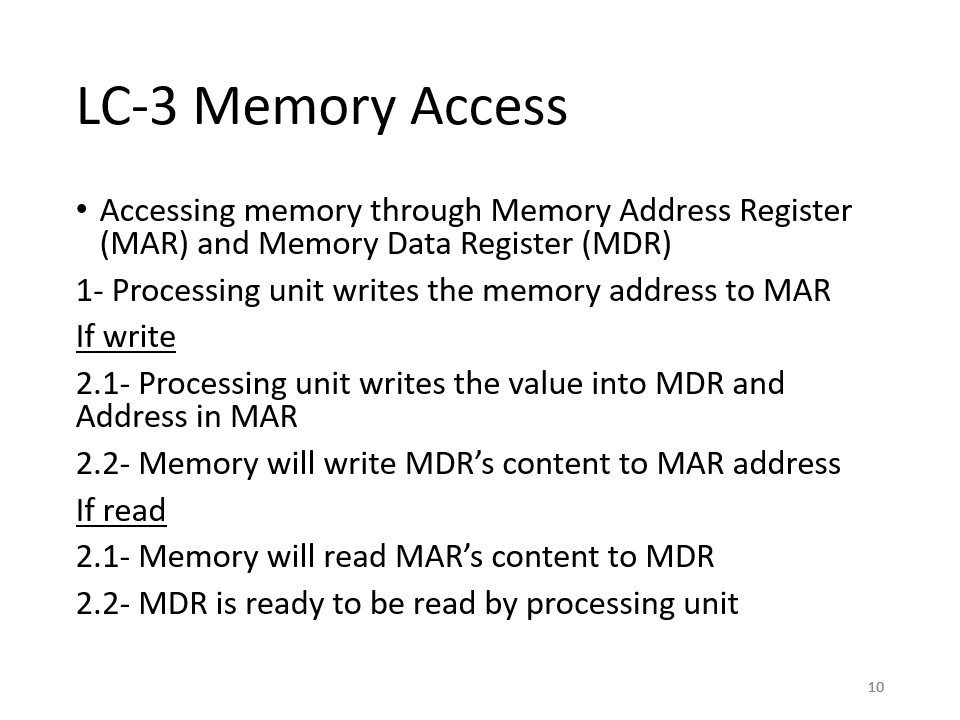 LC-3 Memory Access
• Accessing memory through Memory Address Register
(MAR) and Memory Data Register (MDR)
1- Processing unit writes the memory address to MAR
If write
2.1- Processing unit writes the value into MDR and
Address in MAR
2.2- Memory will write MDR’s content to MAR address
If read
2.1- Memory will read MAR’s content to MDR
2.2- MDR is ready to be read by processing unit
10